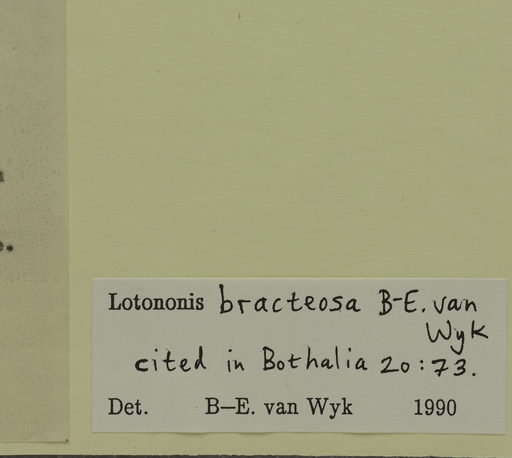 Lotononis bracteosa B-E. van
Wyk
cited in Bothalia 20:73.
Det. B–E. van Wyk 1990